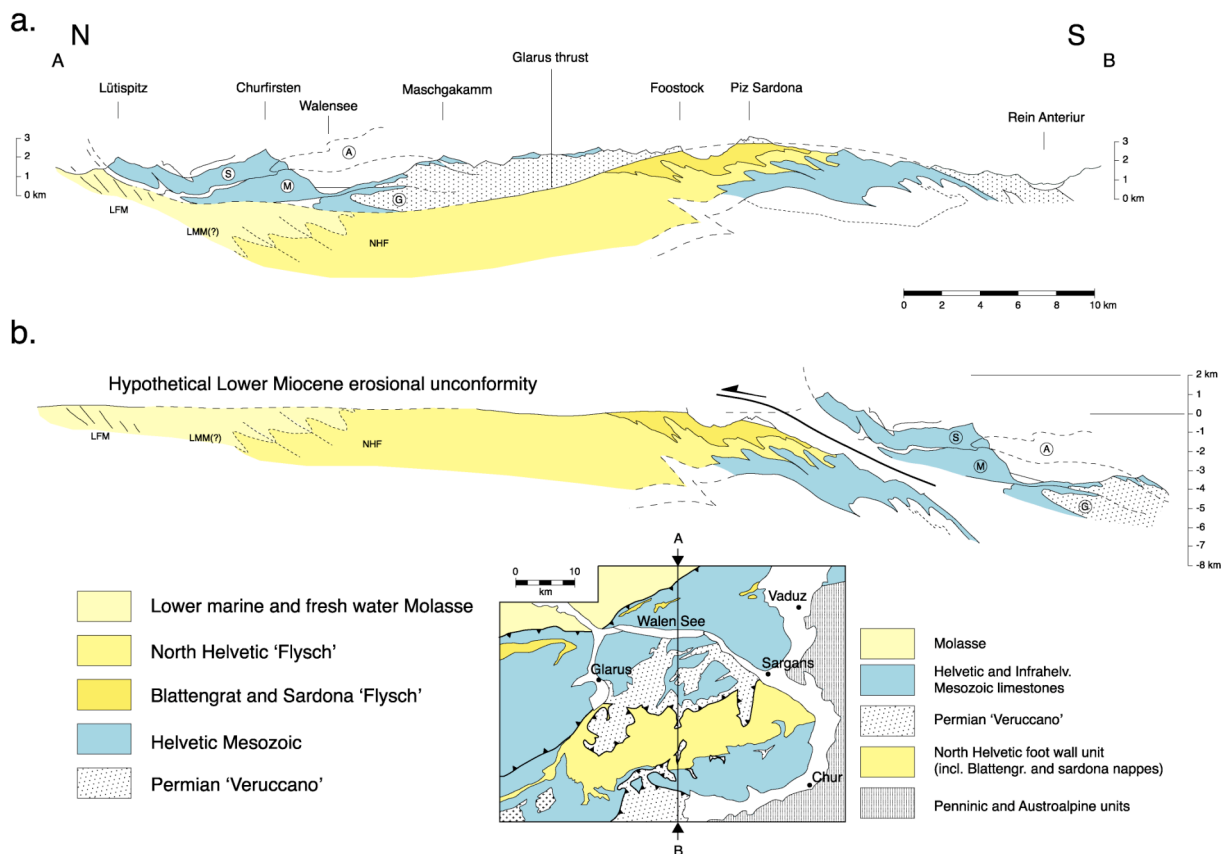 a.
N
S
A
B
Glarus thrust
Lütispitz
Churfirsten
Walensee
Maschgakamm
Foostock
Piz Sardona
Rein Anteriur
3
2
1
0 km
3
2
1
0 km
A
S
M
G
LFM
LMM(?)
NHF
0 2 4 6 8 10 km
b.
Hypothetical Lower Miocene erosional unconformity
2 km
1
0
-1
-2
-3
-4
-5
-6
-7
-8 km
S
A
M
G
LFM
LMM(?)
NHF
A
0 10
km
Vaduz
Walen See
Glarus
Sargans
Chur
B
Lower marine and fresh water Molasse
North Helvetic ‘Flysch’
Blattengrat and Sardona ‘Flysch’
Helvetic Mesozoic
Permian ‘Veruccano’
Molasse
Helvetic and Infrahelv.
Mesozoic limestones
Permian ‘Veruccano’
North Helvetic foot wall unit
(incl. Blattengr. and sardona nappes)
Penninic and Austroalpine units